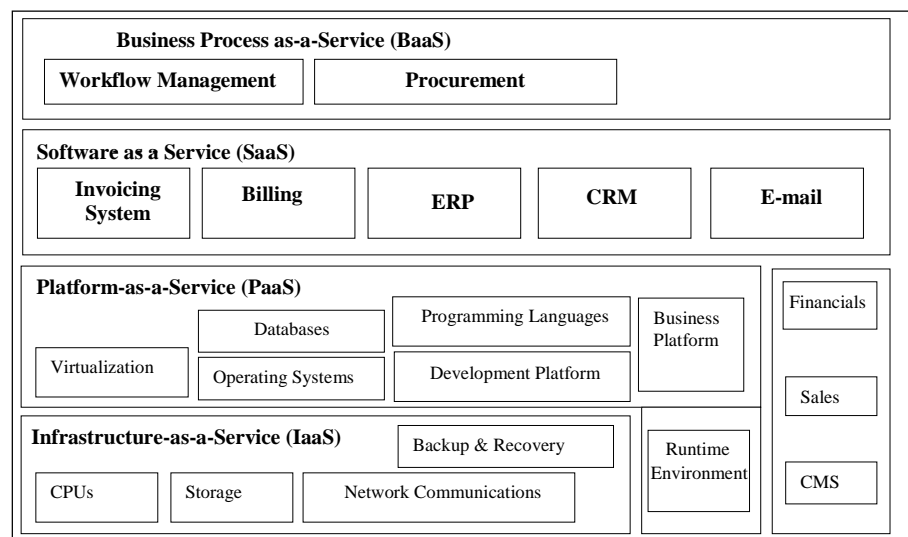 Business Process as-a-Service (BaaS)
Workflow Management
Procurement
Software as a Service (SaaS)
Invoicing
System
Billing
ERP
CRM
E-mail
Platform-as-a-Service (PaaS)
Virtualization
Databases
Operating Systems
Programming Languages
Development Platform
Business
Platform
Infrastructure-as-a-Service (IaaS)
Backup & Recovery
CPUs
Storage
Network Communications
Runtime
Environment
Financials
Sales
CMS